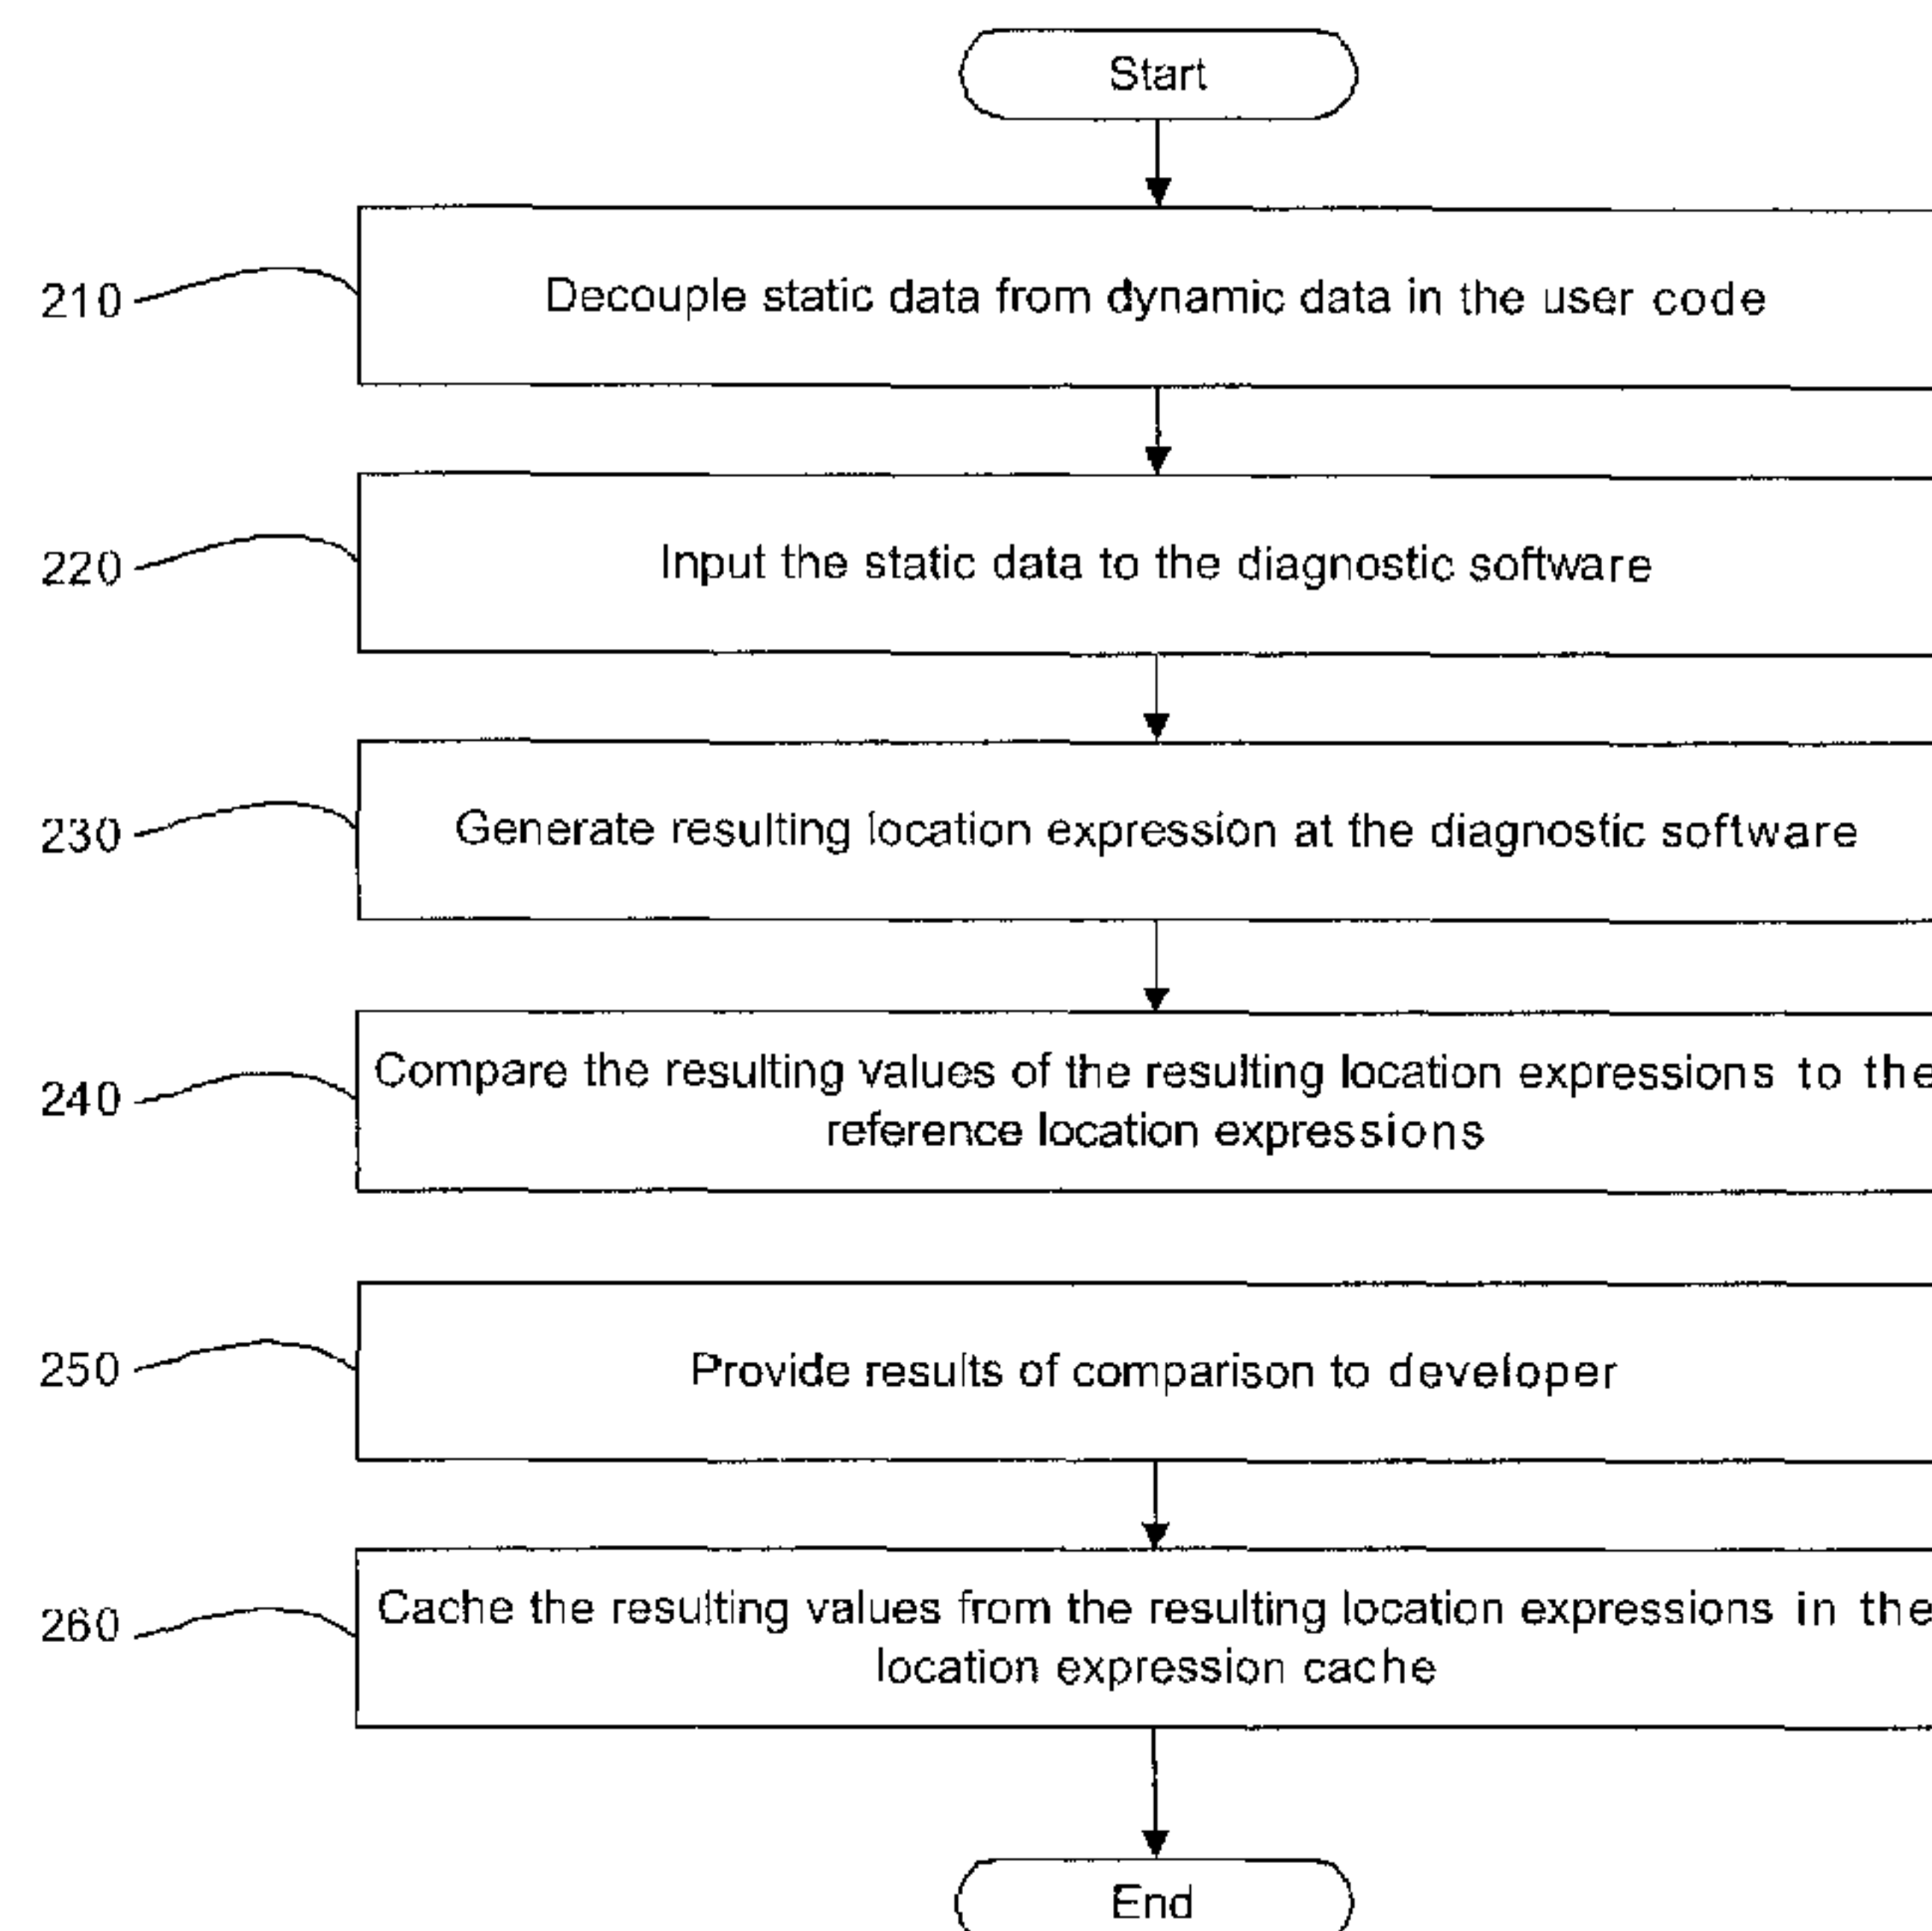 Start
210
Decouple static data from dynamic data in the user code
220
Input the static data to the diagnostic software
230
Generate resulting location expression at the diagnostic software
240
Compare the resulting values of the resulting location expressions to the
reference location expressions
250
Provide results of comparison to developer
260
Cache the resulting values from the resulting location expressions in the
location expression cache
End